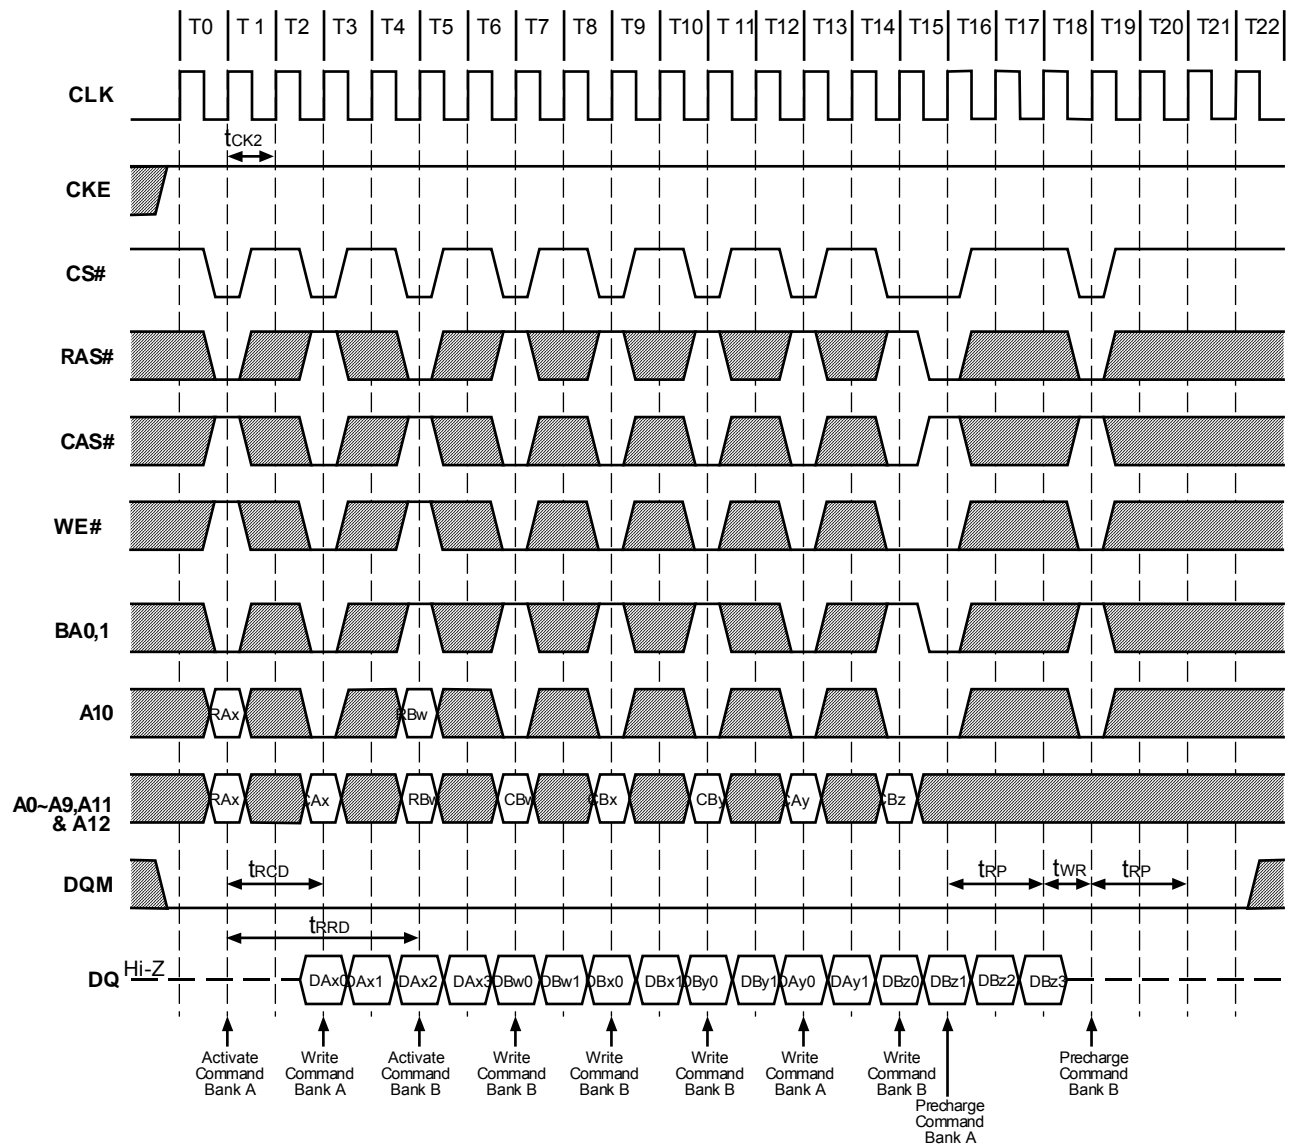 T0 T 1 T2 T3 T4 T5 T6 T7 T8 T9 T10 T 11 T12 T13 T14 T15 T16 T17 T18 T19 T20 T21 T22
CLK
tCK2
CKE
CS#
RAS#
CAS#
WE#
BA0,1
A10
RAx RBw
A0~A9,A11
& A12
RAx CAx RBw CBw CBx CBy CAy CBz
DQM
tRCD tRP tWR tRP
tRRD
DQ Hi-Z
DAx0 DAx1 DAx2 DAx3 DBw0 DBw1 DBx0 DBx1 DBy0 DBy1 DAy0 DAy1 DBz0 DBz1 DBz2 DBz3
Activate Command Bank A
Write Command Bank A
Activate Command Bank B
Write Command Bank B
Write Command Bank B
Write Command Bank B
Write Command Bank A
Write Command Bank B
Precharge Command Bank A
Precharge Command Bank B